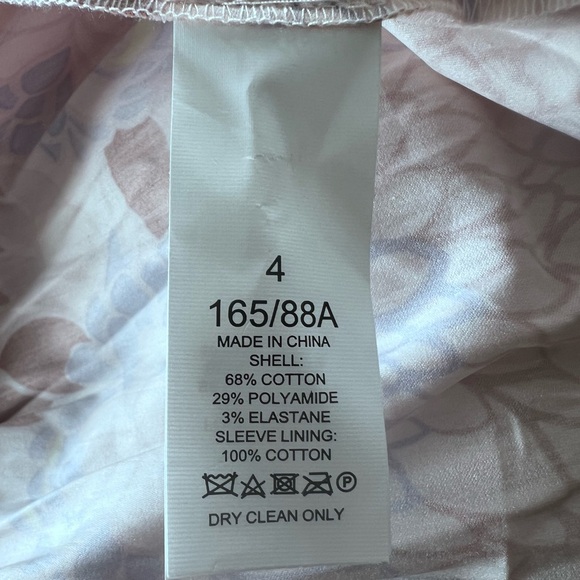 4
165/88A
MADE IN CHINA
SHELL:
68% COTTON
29% POLYAMIDE
3% ELASTANE
SLEEVE LINING:
100% COTTON
P
DRY CLEAN ONLY